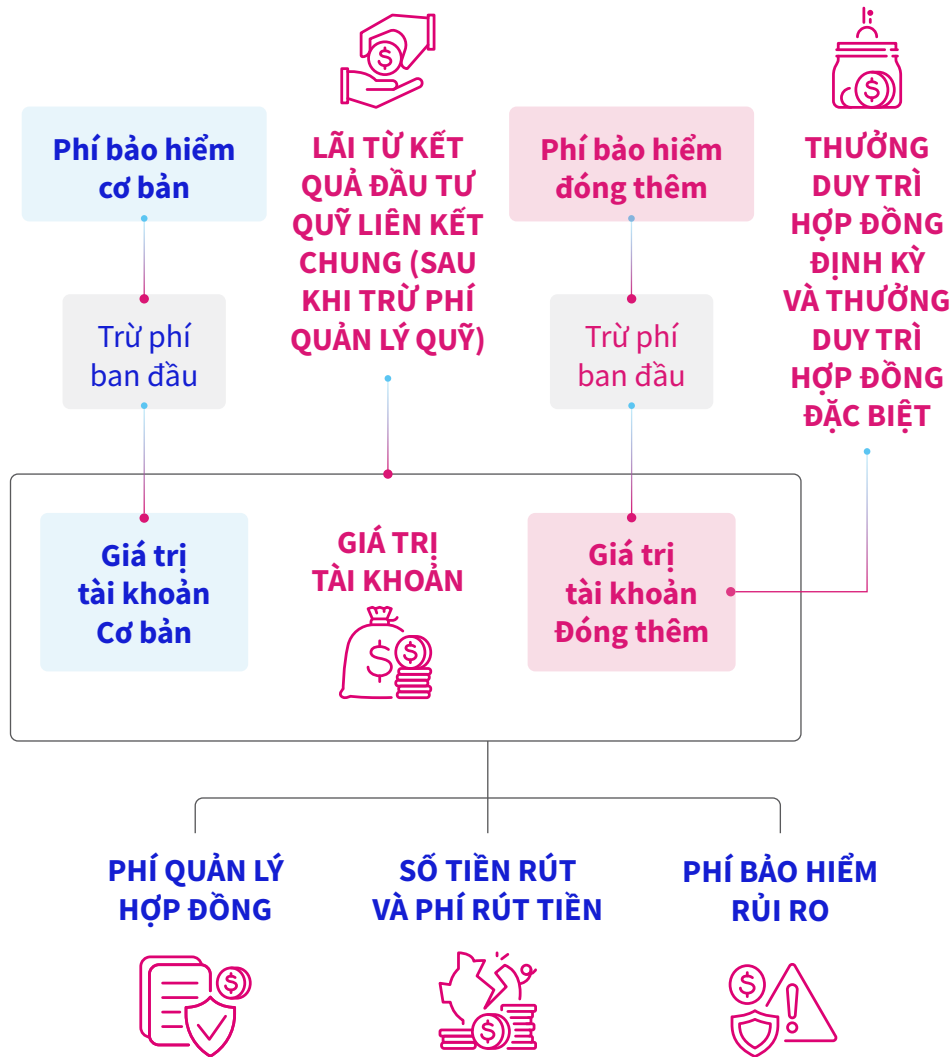 Phí bảo hiểm
cơ bản
LÃI TỪ KẾT
QUẢ ĐẦU TƯ
QUỸ LIÊN KẾT
CHUNG (SAU
KHI TRỪ PHÍ
QUẢN LÝ QUỸ)
Phí bảo hiểm
đóng thêm
THƯỞNG
DUY TRÌ
HỢP ĐỒNG
ĐỊNH KỲ
VÀ THƯỞNG
DUY TRÌ
HỢP ĐỒNG
ĐẶC BIỆT
Trừ phí
ban đầu
Trừ phí
ban đầu
Giá trị
tài khoản
Cơ bản
GIÁ TRỊ
TÀI KHOẢN
Giá trị
tài khoản
Đóng thêm
PHÍ QUẢN LÝ
HỢP ĐỒNG
SỐ TIỀN RÚT
VÀ PHÍ RÚT TIỀN
PHÍ BẢO HIỂM
RỦI RO